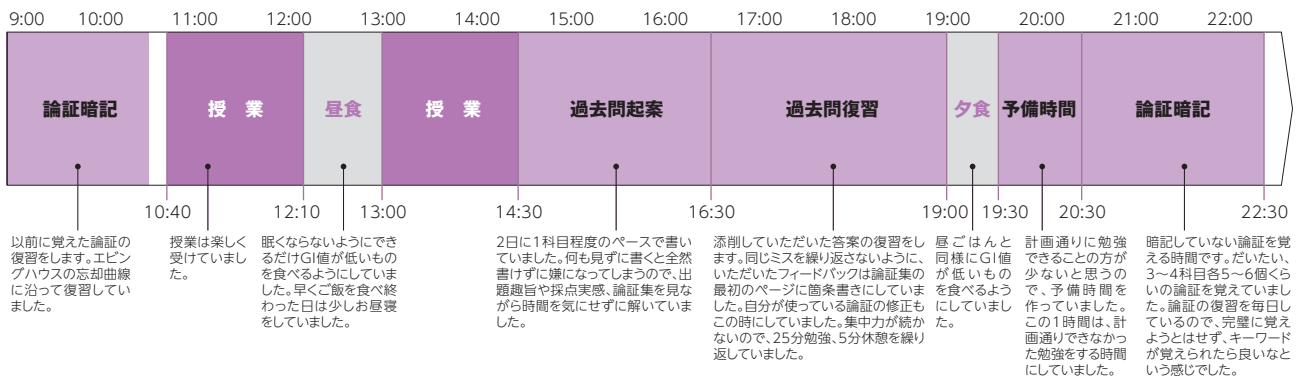 9:00 10:00 11:00 12:00 13:00 14:00 15:00 16:00 17:00 18:00 19:00 20:00 21:00 22:00
論証暗記 授 業 昼食 授 業 過去問起案 過去問復習 夕食 予備時間 論証暗記
10:40 12:10 13:00 14:30 16:30 19:00 19:30 20:30 22:30
以前に覚えた論証の
復習をします。エビング
ハウスの忘却曲線
に沿って復習してい
ました。
授業は楽しく
受けていまし
た。
眠くならないようにでき
るだけGI値が低いもの
を食べるようにしていま
した。早くご飯を食べ終
わった日は少しお昼寝
をしていました。
2日に1科目程度のペースで書い
ていました。何も見ずに書くと全然
書けずに嫌になってしまうので、出
題趣旨や採点実感、論証集を見な
がら時間を気にせずに解いていま
した。
添削していただいた答案の復習をし
ます。同じミスを繰り返さないように、
いただいたフィードバックは論証集の
最初のページに箇条書きにしていま
した。自分が使っている論証の修正も
この時にしていました。集中力が続か
ないので、25分勉強、5分休憩を繰り
返していました。
昼ごはんと
同様にGI値
が低いもの
を食べるよう
にしていまし
た。
計画通りに勉強
できることの方が
少ないと思うの
で、予備時間を
作っていました。
この1時間は、計
画通りできなかっ
た勉強をする時間
にしていました。
暗記していない論証を覚
える時間です。だいたい、
3〜4科目各5〜6個くら
いの論証を覚えていまし
た。論証の復習を毎日し
ているので、完璧に覚え
ようとはせず、キーワード
が覚えられたら良いなと
いう感じでした。